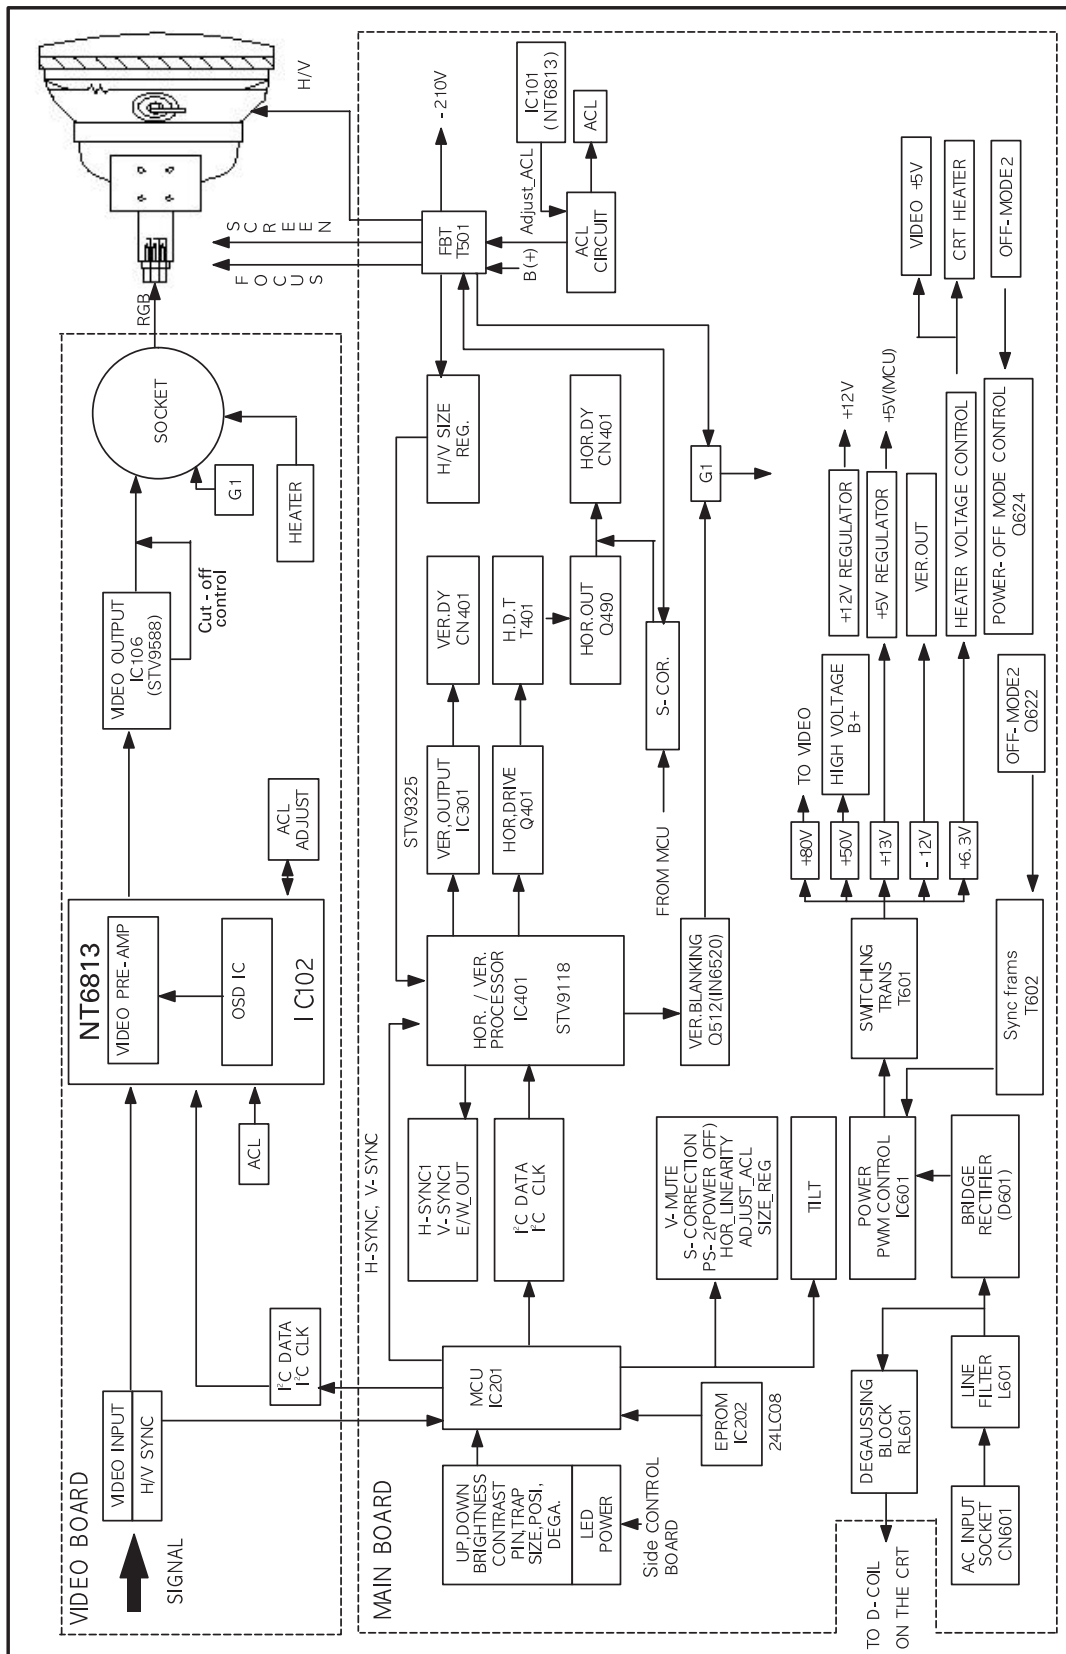 VIDEO BOARD
SIGNAL
VIDEO INPUT
H/V SYNC
I²C DATA
I²C CLK
ACL
NT6813
VIDEO PRE-AMP
OSD IC
IC102
ACL
ADJUST
VIDEO OUTPUT
IC106
(STV9588)
Cut-off
control
G1
HEATER
SOCKET
RGB
FOCUS
SCREEN
H/V
MAIN BOARD
UP,DOWN
BRIGHTNESS
CONTRAST
PIN,TRAP
SIZE,POSI,
DEGA.
LED
POWER
Side CONTROL
BOARD
MCU
IC201
EPROM
IC202
24LC08
H-SYNC, V-SYNC
H-SYNC1
V-SYNC1
E/W_OUT
I²C DATA
I²C CLK
V-MUTE
S-CORRECTION
PS-2(POWER OFF)
HOR_LINEARITY
ADJUST_ACL
SIZE_REG
TILT
HOR. / VER.
PROCESSOR
IC401
STV9118
VER.BLANKING
Q512(IN6520)
STV9325
VER,OUTPUT
IC301
HOR,DRIVE
Q401
FROM MCU
VER.DY
CN401
H.D.T
T401
HOR.OUT
Q490
S-COR.
H/V SIZE
REG.
HOR.DY
CN401
G1
FBT
T501
-210V
B(+)
Adjust_ACL
ACL
CIRCUIT
IC101
(NT6813)
ACL
TO D-COIL
ON THE CRT
AC INPUT
SOCKET
CN601
DEGAUSSING
BLOCK
RL601
LINE
FILTER
L601
BRIDGE
RECTIFIER
(D601)
POWER
PWM CONTROL
IC601
SWITCHING
TRANS
T601
Sync frams
T602
+80V
+50V
+13V
-12V
+6.3V
TO VIDEO
HIGH VOLTAGE
B+
OFF-MODE2
Q622
+12V REGULATOR
+5V REGULATOR
VER.OUT
HEATER VOLTAGE CONTROL
POWER-OFF MODE CONTROL
Q624
+12V
+5V(MCU)
VIDEO +5V
CRT HEATER
OFF-MODE2